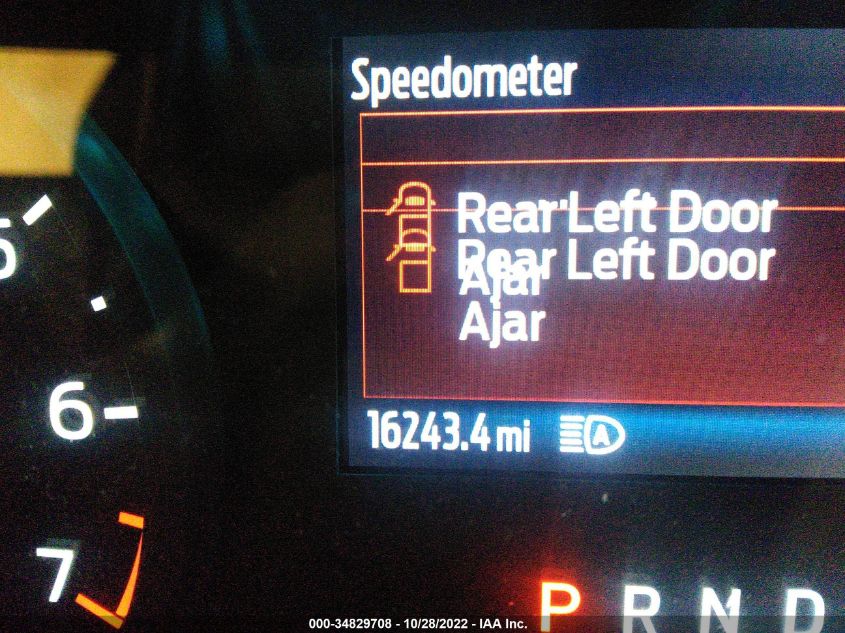 Speedometer
Rear Left Door
Rear Left Door
Ajar
Ajar
16243.4 mi
A
5
6
7
P R N D
000-34829708 - 10/28/2022 - IAA Inc.